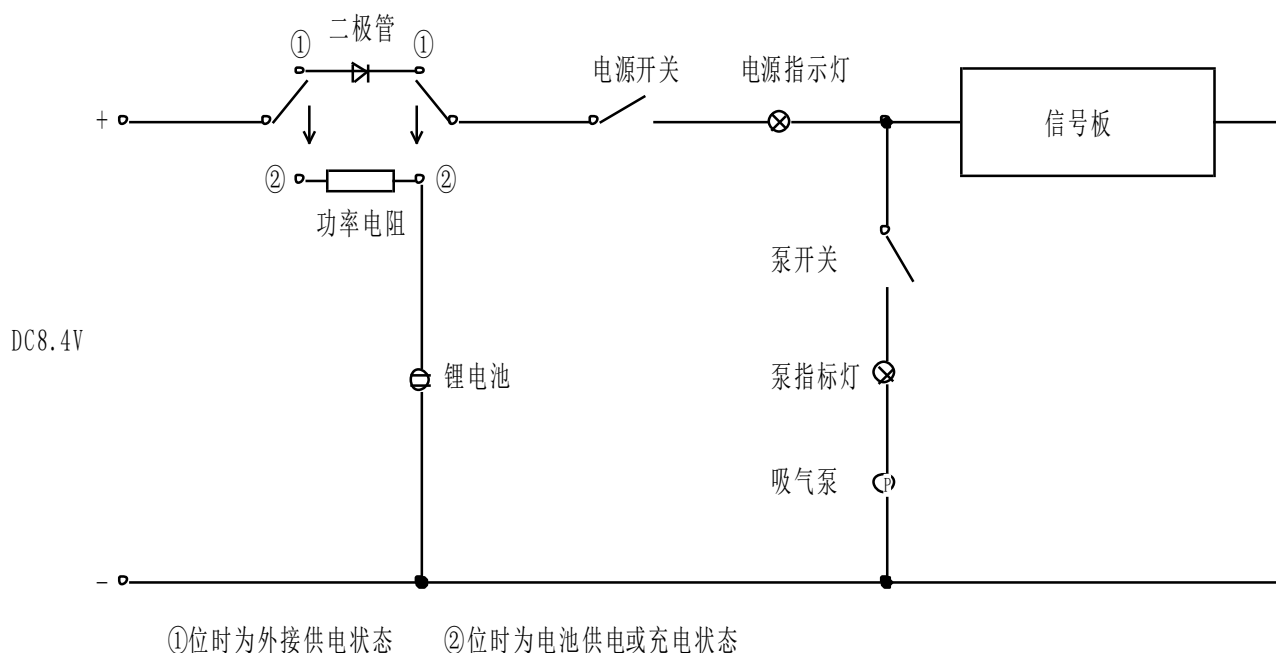 二极管
① ①
电源开关 电源指示灯
+
信号板
② ②
功率电阻
泵开关
DC8.4V
锂电池
泵指标灯
吸气泵
P
-
①位时为外接供电状态 ②位时为电池供电或充电状态